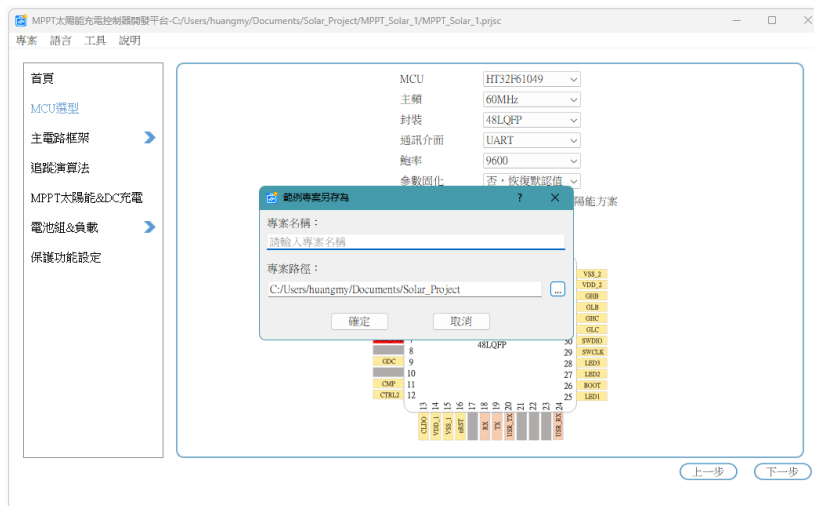 MPPT太陽能充電控制器開發平台-C:/Users/huangmy/Documents/Solar_Project/MPPT_Solar_1/MPPT_Solar_1.prjsc
專案 語言 工具 說明
首頁
MCU選型
主電路框架
追蹤演算法
MPPT太陽能&DC充電
電池組&負載
保護功能設定
MCU HT32F61049
主頻 60MHz
封裝 48LQFP
通訊介面 UART
鮑率 9600
參數固化 否，恢復默認值
陽能方案
範例專案另存為 ? ×
專案名稱：
請輸入專案名稱
專案路徑：
C:/Users/huangmy/Documents/Solar_Project ...
確定 取消
VSS_2
VDD_2
GHB
GLB
GHC
GLC
7 48LQFP 30 SWDIO
8 29 SWCLK
GDC 9 28 LED3
10 27 LED2
CMP 11 26 BOOT
CTRL2 12 25 LED1
13 14 15 16 17 18 19 20 21 22 23 24
CLDO VDD_1 VSS_1 nRST RX TX USR_TX USR_RX
上一步 下一步